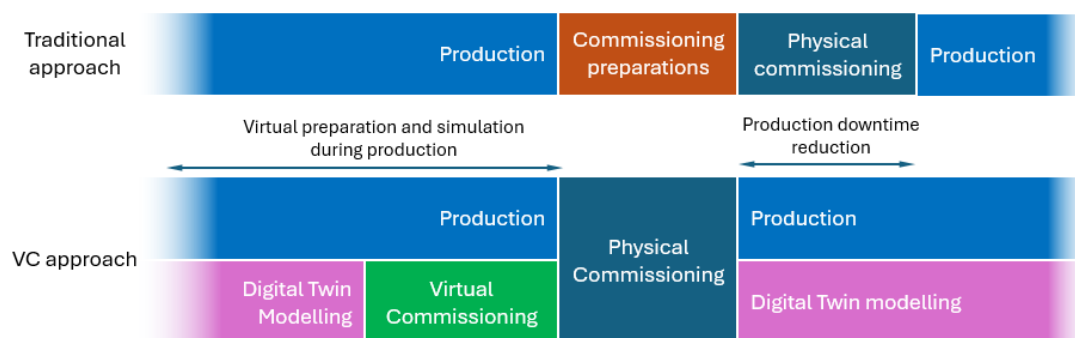 Traditional
approach
Production
Commissioning
preparations
Physical
commissioning
Production
Virtual preparation and simulation
during production
Production downtime
reduction
VC approach
Production
Physical
Commissioning
Production
Digital Twin
Modelling
Virtual
Commissioning
Digital Twin modelling